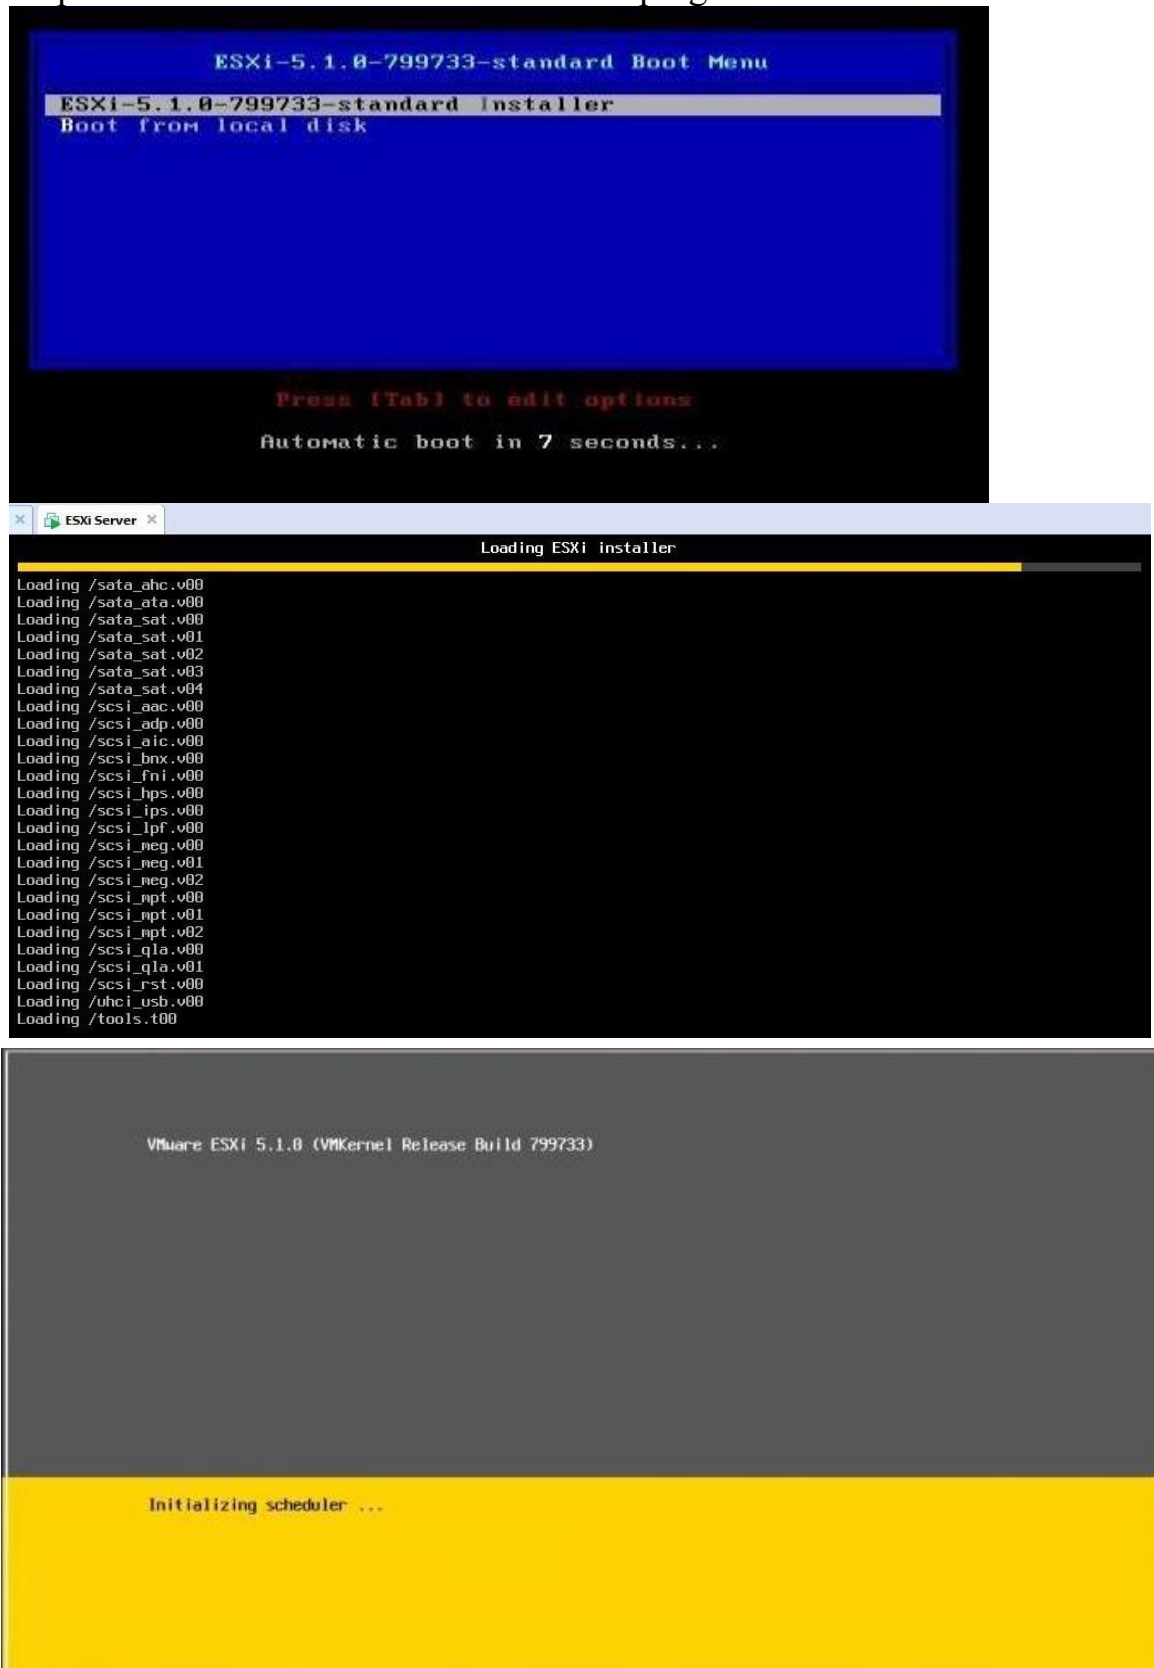 ESXi-5.1.0-799733-standard Boot Menu
ESXi-5.1.0-799733-standard Installer
Boot from local disk
Press [Tab] to edit options
Automatic boot in 7 seconds...
ESXi Server
Loading ESXi installer
Loading /sata_ahc.v00
Loading /sata_ata.v00
Loading /sata_sat.v00
Loading /sata_sat.v01
Loading /sata_sat.v02
Loading /sata_sat.v03
Loading /sata_sat.v04
Loading /scsi_aac.v00
Loading /scsi_adp.v00
Loading /scsi_aic.v00
Loading /scsi_bnx.v00
Loading /scsi_fni.v00
Loading /scsi_hps.v00
Loading /scsi_ips.v00
Loading /scsi_lpf.v00
Loading /scsi_meg.v00
Loading /scsi_meg.v01
Loading /scsi_meg.v02
Loading /scsi_mpt.v00
Loading /scsi_mpt.v01
Loading /scsi_mpt.v02
Loading /scsi_qla.v00
Loading /scsi_qla.v01
Loading /scsi_rst.v00
Loading /uhci_usb.v00
Loading /tools.t00
VMware ESXi 5.1.0 (VMKernel Release Build 799733)
Initializing scheduler ...